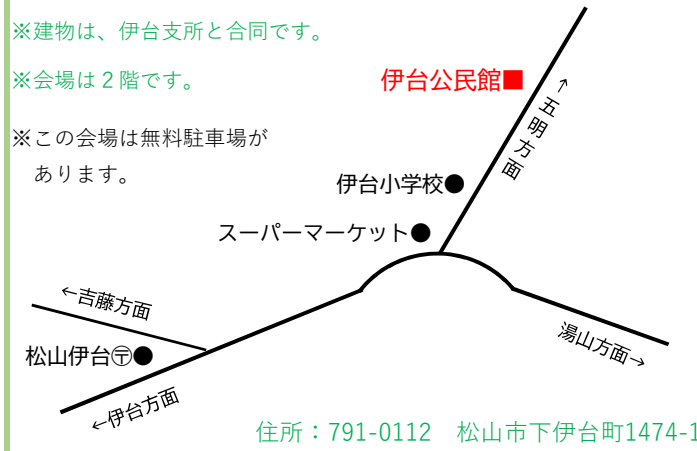 ※建物は、伊台支所と合同です。
※会場は２階です。
※この会場は無料駐車場が
あります。
伊台公民館■
←五明方面
伊台小学校●
スーパーマーケット●
←吉藤方面
松山伊台〶●
←伊台方面
湯山方面→
住所：791-0112　松山市下伊台町1474-1